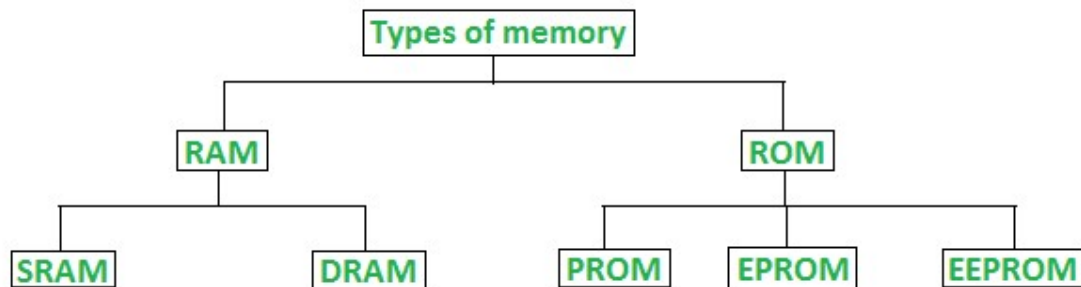 Types of memory
RAM
ROM
SRAM
DRAM
PROM
EPROM
EEPROM